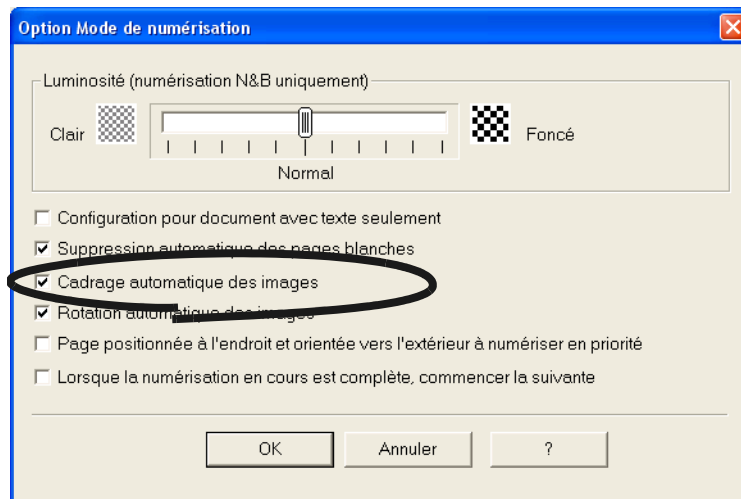 Option Mode de numérisation
Luminosité (numérisation N&B uniquement)
Clair
Foncé
Normal
Configuration pour document avec texte seulement
Suppression automatique des pages blanches
Cadrage automatique des images
Rotation automatique des images
Page positionnée à l'endroit et orientée vers l'extérieur à numériser en priorité
Lorsque la numérisation en cours est complète, commencer la suivante
OK Annuler ?